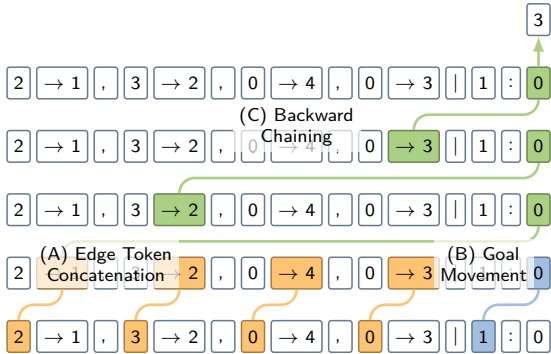 3
2 → 1 , 3 → 2 , 0 → 4 , 0 → 3 | 1 : 0
(C) Backward
Chaining
2 → 1 , 3 → 2 , 0 → 4 , 0 → 3 | 1 : 0
2 → 1 , 3 → 2 , 0 → 4 , 0 → 3 | 1 : 0
(A) Edge Token
Concatenation
(B) Goal
Movement
2 → 1 , 3 → 2 , 0 → 4 , 0 → 3 | 1 : 0
2 → 1 , 3 → 2 , 0 → 4 , 0 → 3 | 1 : 0